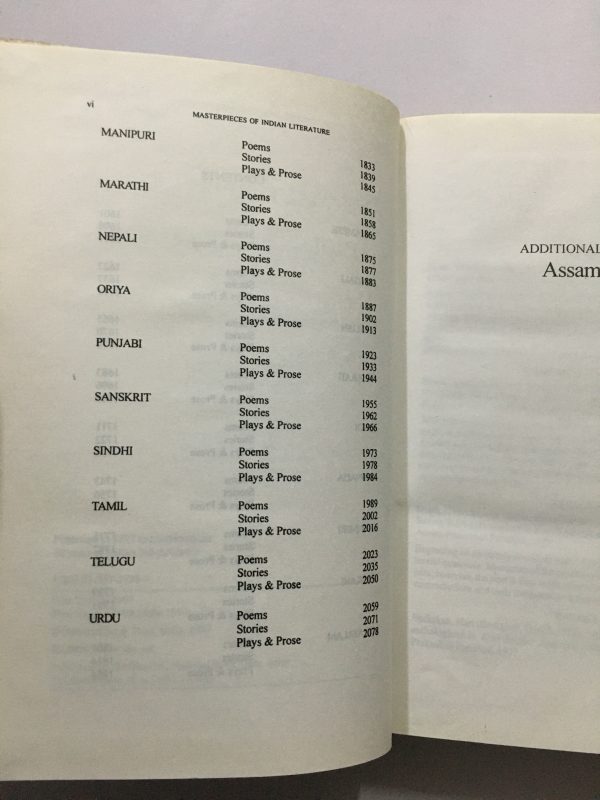 vi MASTERPIECES OF INDIAN LITERATURE
MANIPURI
Poems 1833
Stories 1839
Plays & Prose 1845
MARATHI
Poems 1851
Stories 1858
Plays & Prose 1865
NEPALI
Poems 1875
Stories 1877
Plays & Prose 1883
ORIYA
Poems 1887
Stories 1902
Plays & Prose 1913
PUNJABI
Poems 1923
Stories 1933
Plays & Prose 1944
SANSKRIT
Poems 1955
Stories 1962
Plays & Prose 1966
SINDHI
Poems 1973
Stories 1978
Plays & Prose 1984
TAMIL
Poems 1989
Stories 2002
Plays & Prose 2016
TELUGU
Poems 2023
Stories 2035
Plays & Prose 2050
URDU
Poems 2059
Stories 2071
Plays & Prose 2078
ADDITIONAL
Assam